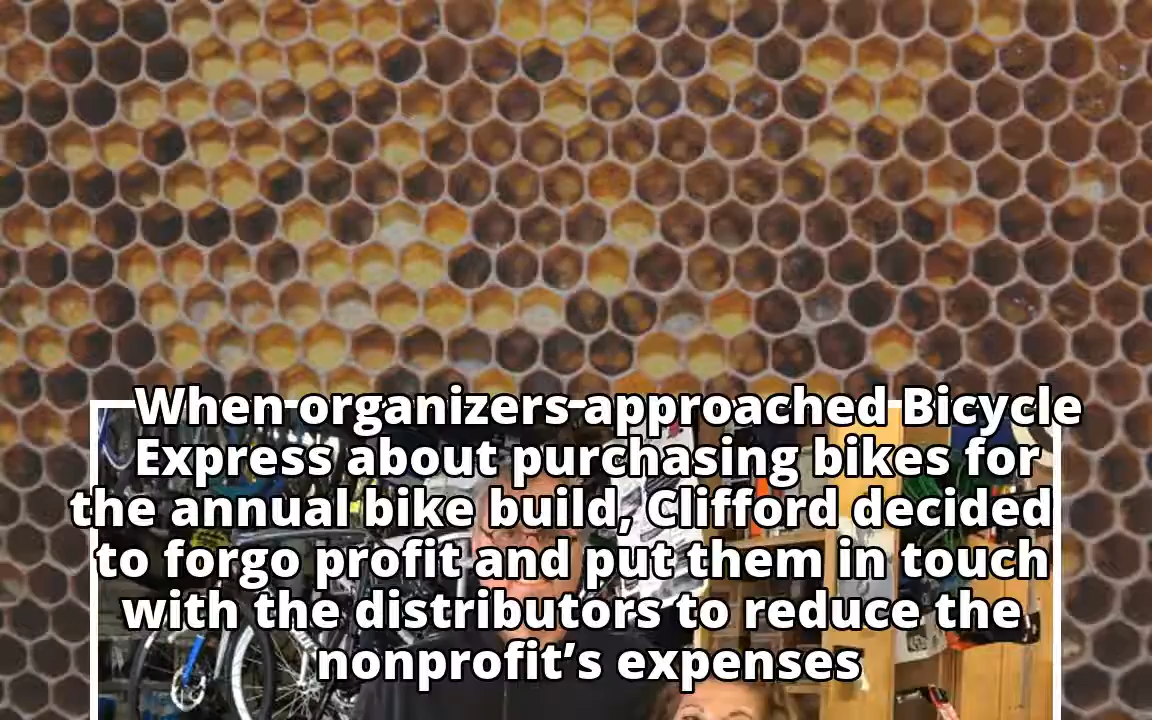 When organizers approached Bicycle
Express about purchasing bikes for
the annual bike build, Clifford decided
to forgo profit and put them in touch
with the distributors to reduce the
nonprofit’s expenses